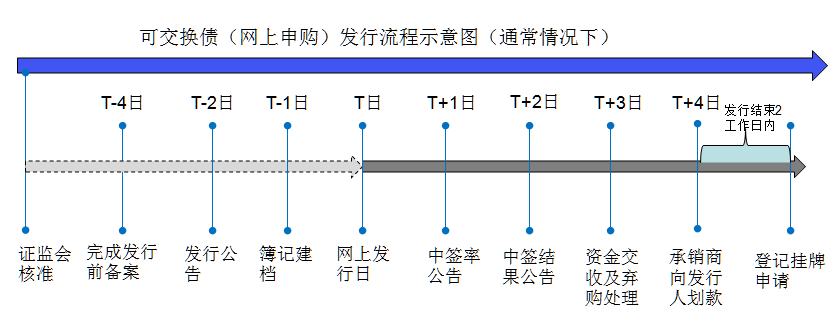 可交换债（网上申购）发行流程示意图（通常情况下）
T-4日
T-2日
T-1日
T日
T+1日
T+2日
T+3日
T+4日
发行结束2
工作日内
证监会
核准
完成发行
前备案
发行公
告
簿记建
档
网上发
行日
中签率
公告
中签结
果公告
资金交
收及弃
购处理
承销商
向发行
人划款
登记挂牌
申请